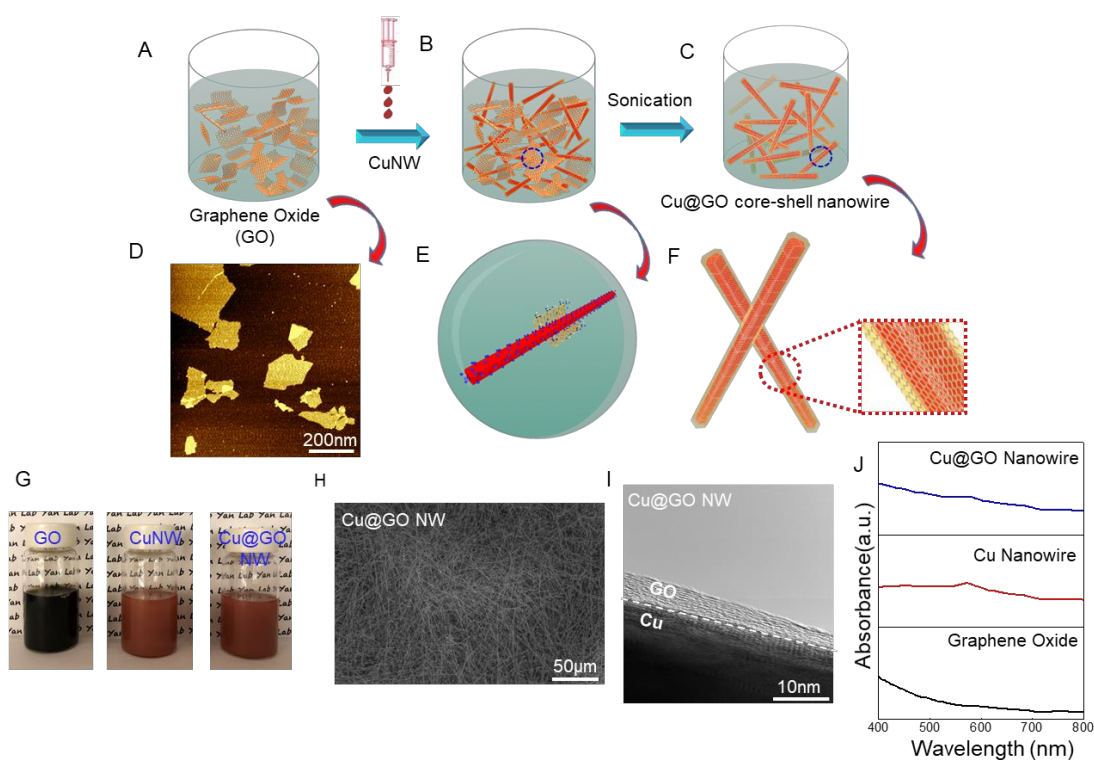 A
B
C
CuNW
Sonication
Graphene Oxide
(GO)
Cu@GO core-shell nanowire
D
200nm
E
F
G
GO
CuNW
Cu@GO
NW
Yan Lab
H
Cu@GO NW
50μm
I
Cu@GO NW
GO
Cu
10nm
J
Cu@GO Nanowire
Cu Nanowire
Graphene Oxide
Absorbance(a.u.)
400 500 600 700 800
Wavelength (nm)